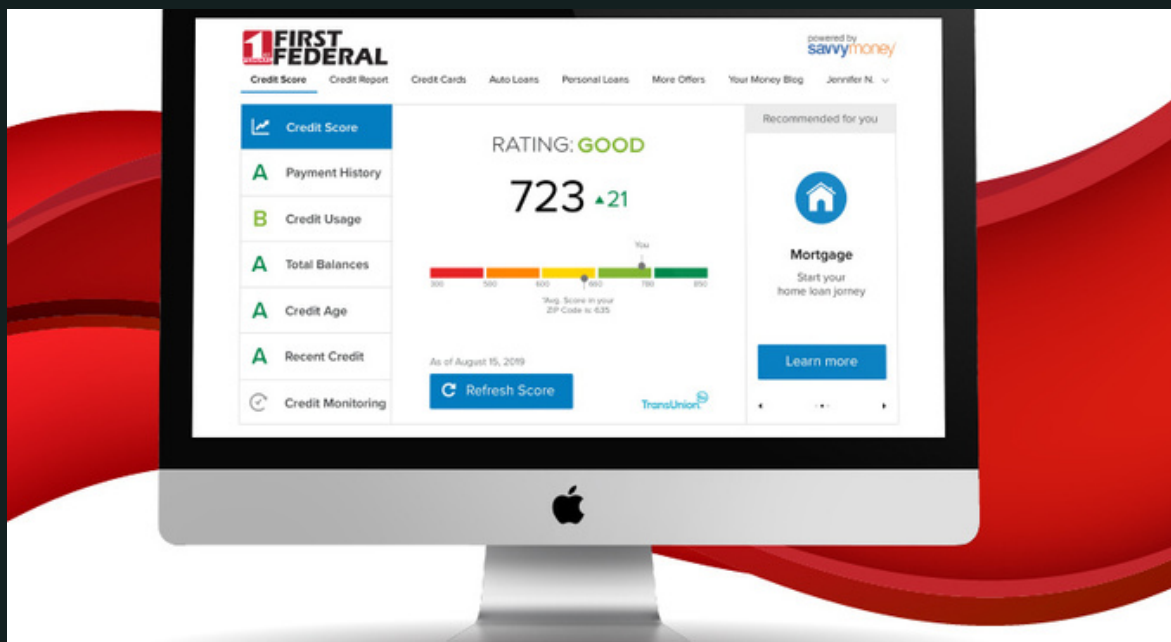 1 FIRST
FEDERAL
powered by
savvymoney
Credit Score Credit Report Credit Cards Auto Loans Personal Loans More Offers Your Money Blog Jennifer N.
Credit Score
A Payment History
B Credit Usage
A Total Balances
A Credit Age
A Recent Credit
Credit Monitoring
RATING: GOOD
723 21
You
300 500 600 660 780 850
*Avg. Score in your
ZIP Code is 635
As of August 15, 2019
Refresh Score
TransUnion
Recommended for you
Mortgage
Start your
home loan jorney
Learn more